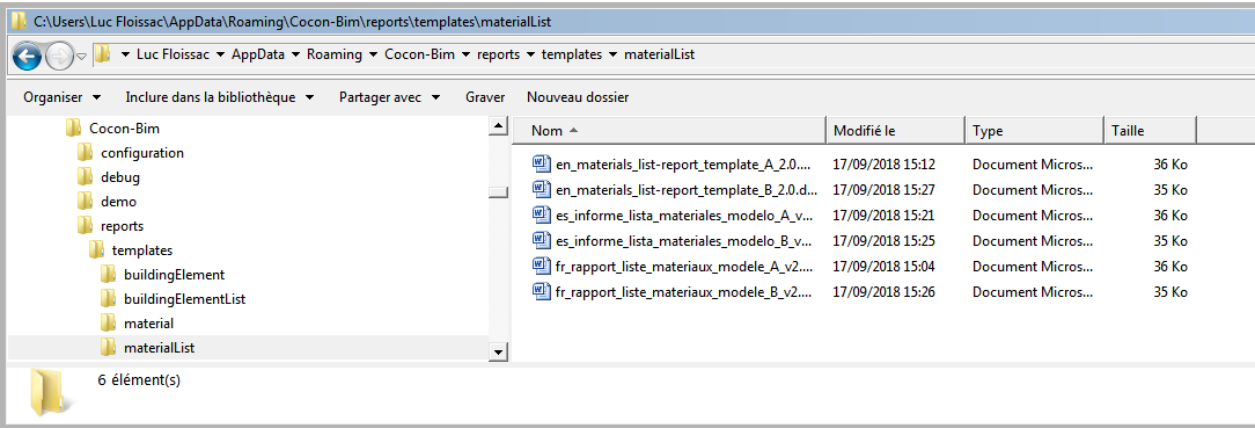 C:\Users\Luc Floissac\AppData\Roaming\Cocon-Bim\reports\templates\materialList
Luc Floissac AppData Roaming Cocon-Bim reports templates materialList
Organiser Inclure dans la bibliothèque Partager avec Graver Nouveau dossier
Cocon-Bim
configuration
debug
demo
reports
templates
buildingElement
buildingElementList
material
materialList
Nom Modifié le Type Taille
en_materials_list-report_template_A_2.0.... 17/09/2018 15:12 Document Micros... 36 Ko
en_materials_list-report_template_B_2.0.d... 17/09/2018 15:27 Document Micros... 35 Ko
es_informe_lista_materiales_modelo_A_v... 17/09/2018 15:21 Document Micros... 36 Ko
es_informe_lista_materiales_modelo_B_v... 17/09/2018 15:25 Document Micros... 35 Ko
fr_rapport_liste_materiaux_modele_A_v2.... 17/09/2018 15:04 Document Micros... 36 Ko
fr_rapport_liste_materiaux_modele_B_v2.... 17/09/2018 15:26 Document Micros... 35 Ko
6 élément(s)